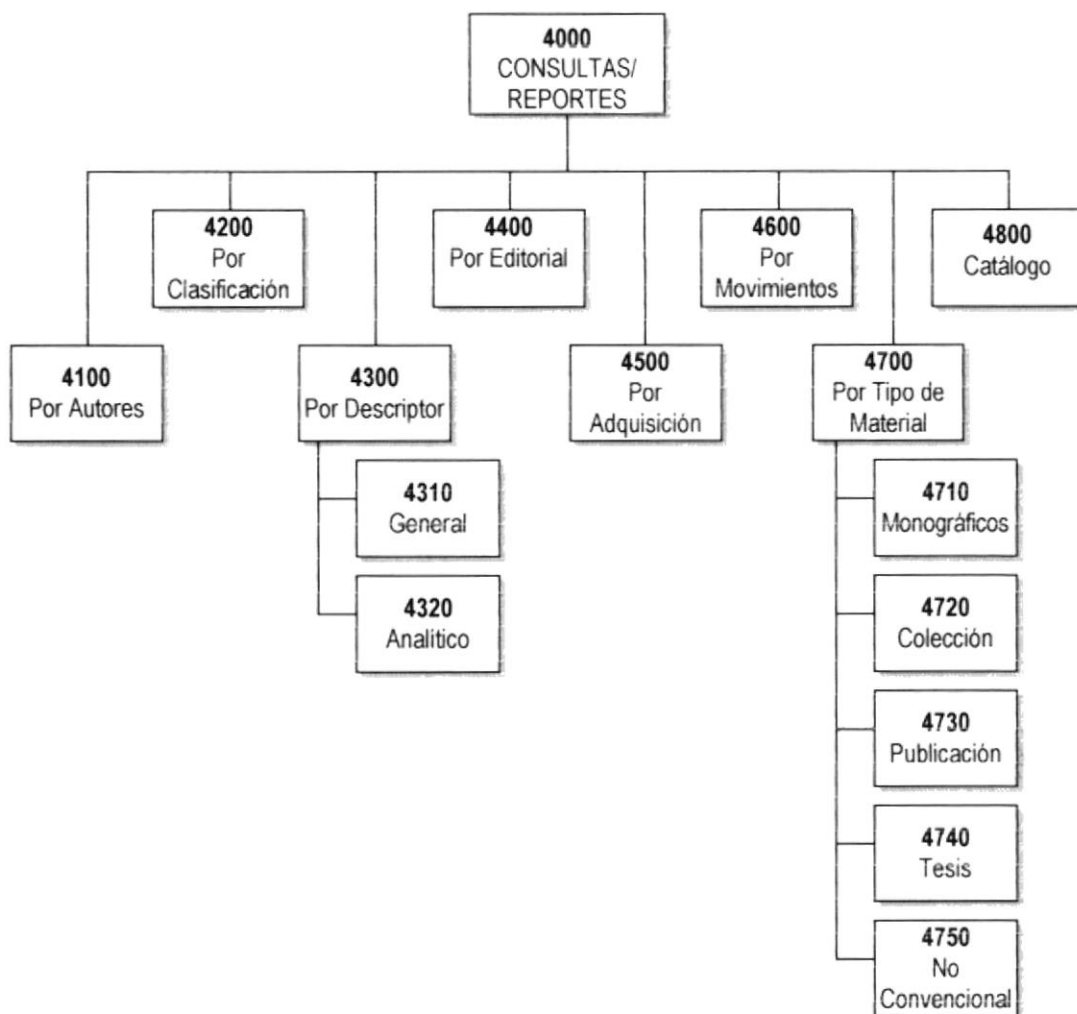 4000
CONSULTAS/
REPORTES
4200
Por
Clasificación
4400
Por Editorial
4600
Por
Movimientos
4800
Catálogo
4100
Por Autores
4300
Por Descriptor
4500
Por
Adquisición
4700
Por Tipo de
Material
4310
General
4320
Analítico
4710
Monográficos
4720
Colección
4730
Publicación
4740
Tesis
4750
No
Convencional